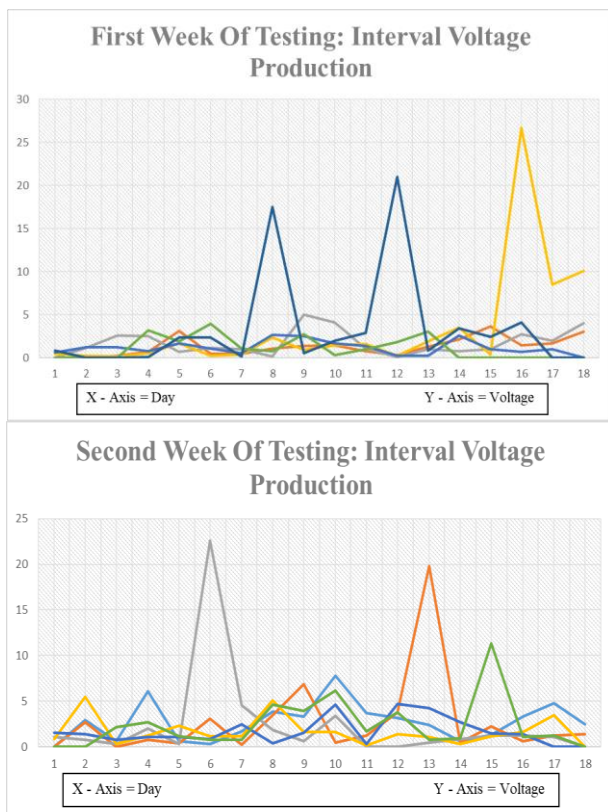 First Week Of Testing: Interval Voltage
Production
30
25
20
15
10
5
0
1 2 3 4 5 6 7 8 9 10 11 12 13 14 15 16 17 18
X - Axis = Day Y - Axis = Voltage
Second Week Of Testing: Interval Voltage
Production
25
20
15
10
5
0
1 2 3 4 5 6 7 8 9 10 11 12 13 14 15 16 17 18
X - Axis = Day Y - Axis = Voltage